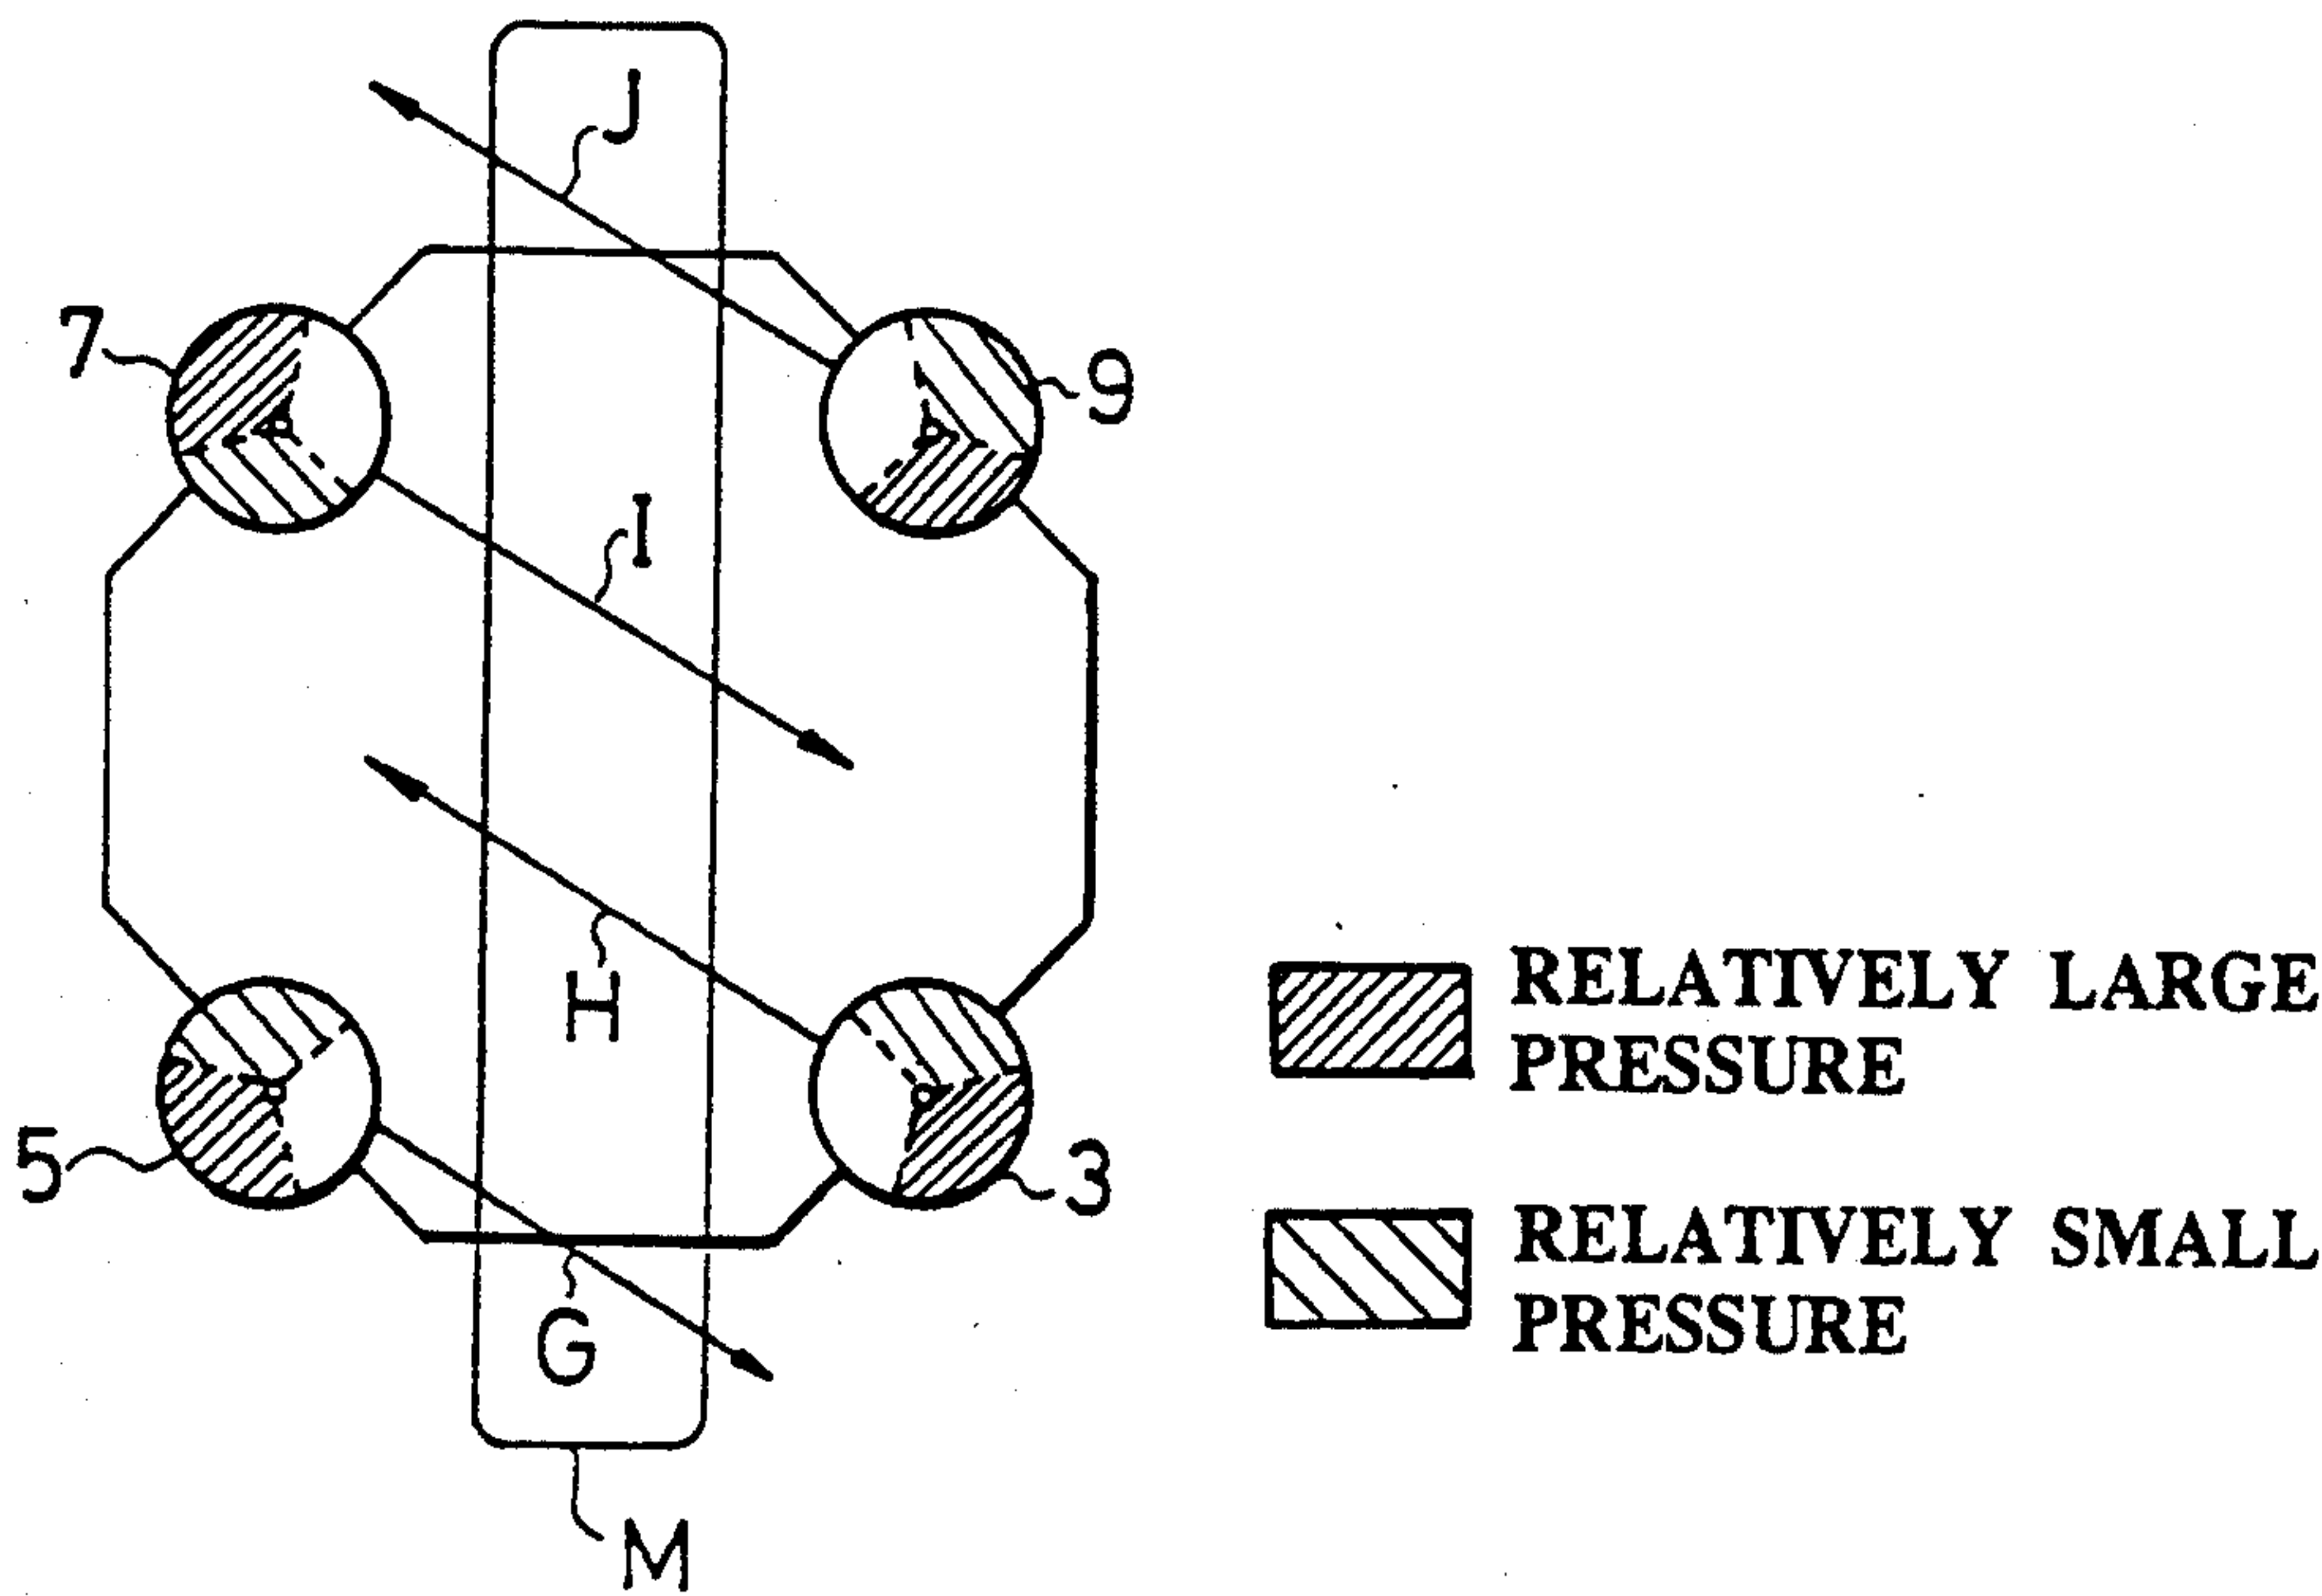 J
7
9
I
H
RELATIVELY LARGE
PRESSURE
5
3
RELATIVELY SMALL
PRESSURE
G
M